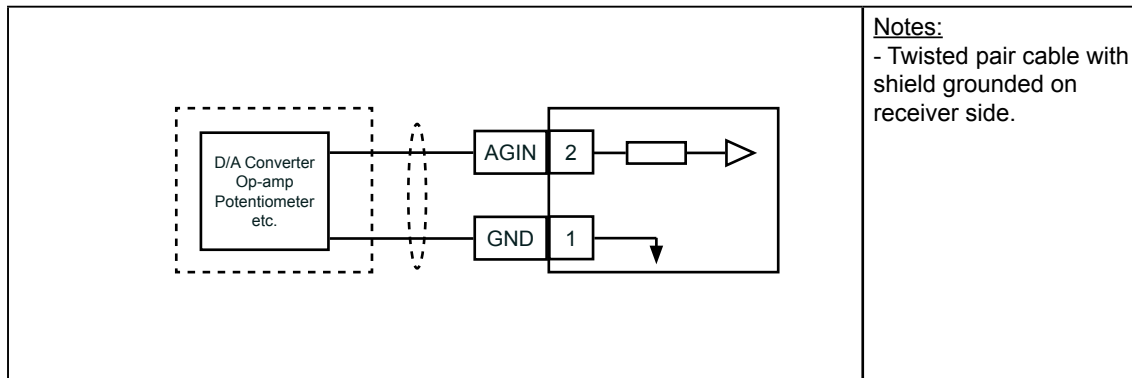 D/A Converter
Op-amp
Potentiometer
etc.
AGIN 2
GND 1
Notes:
- Twisted pair cable with
shield grounded on
receiver side.